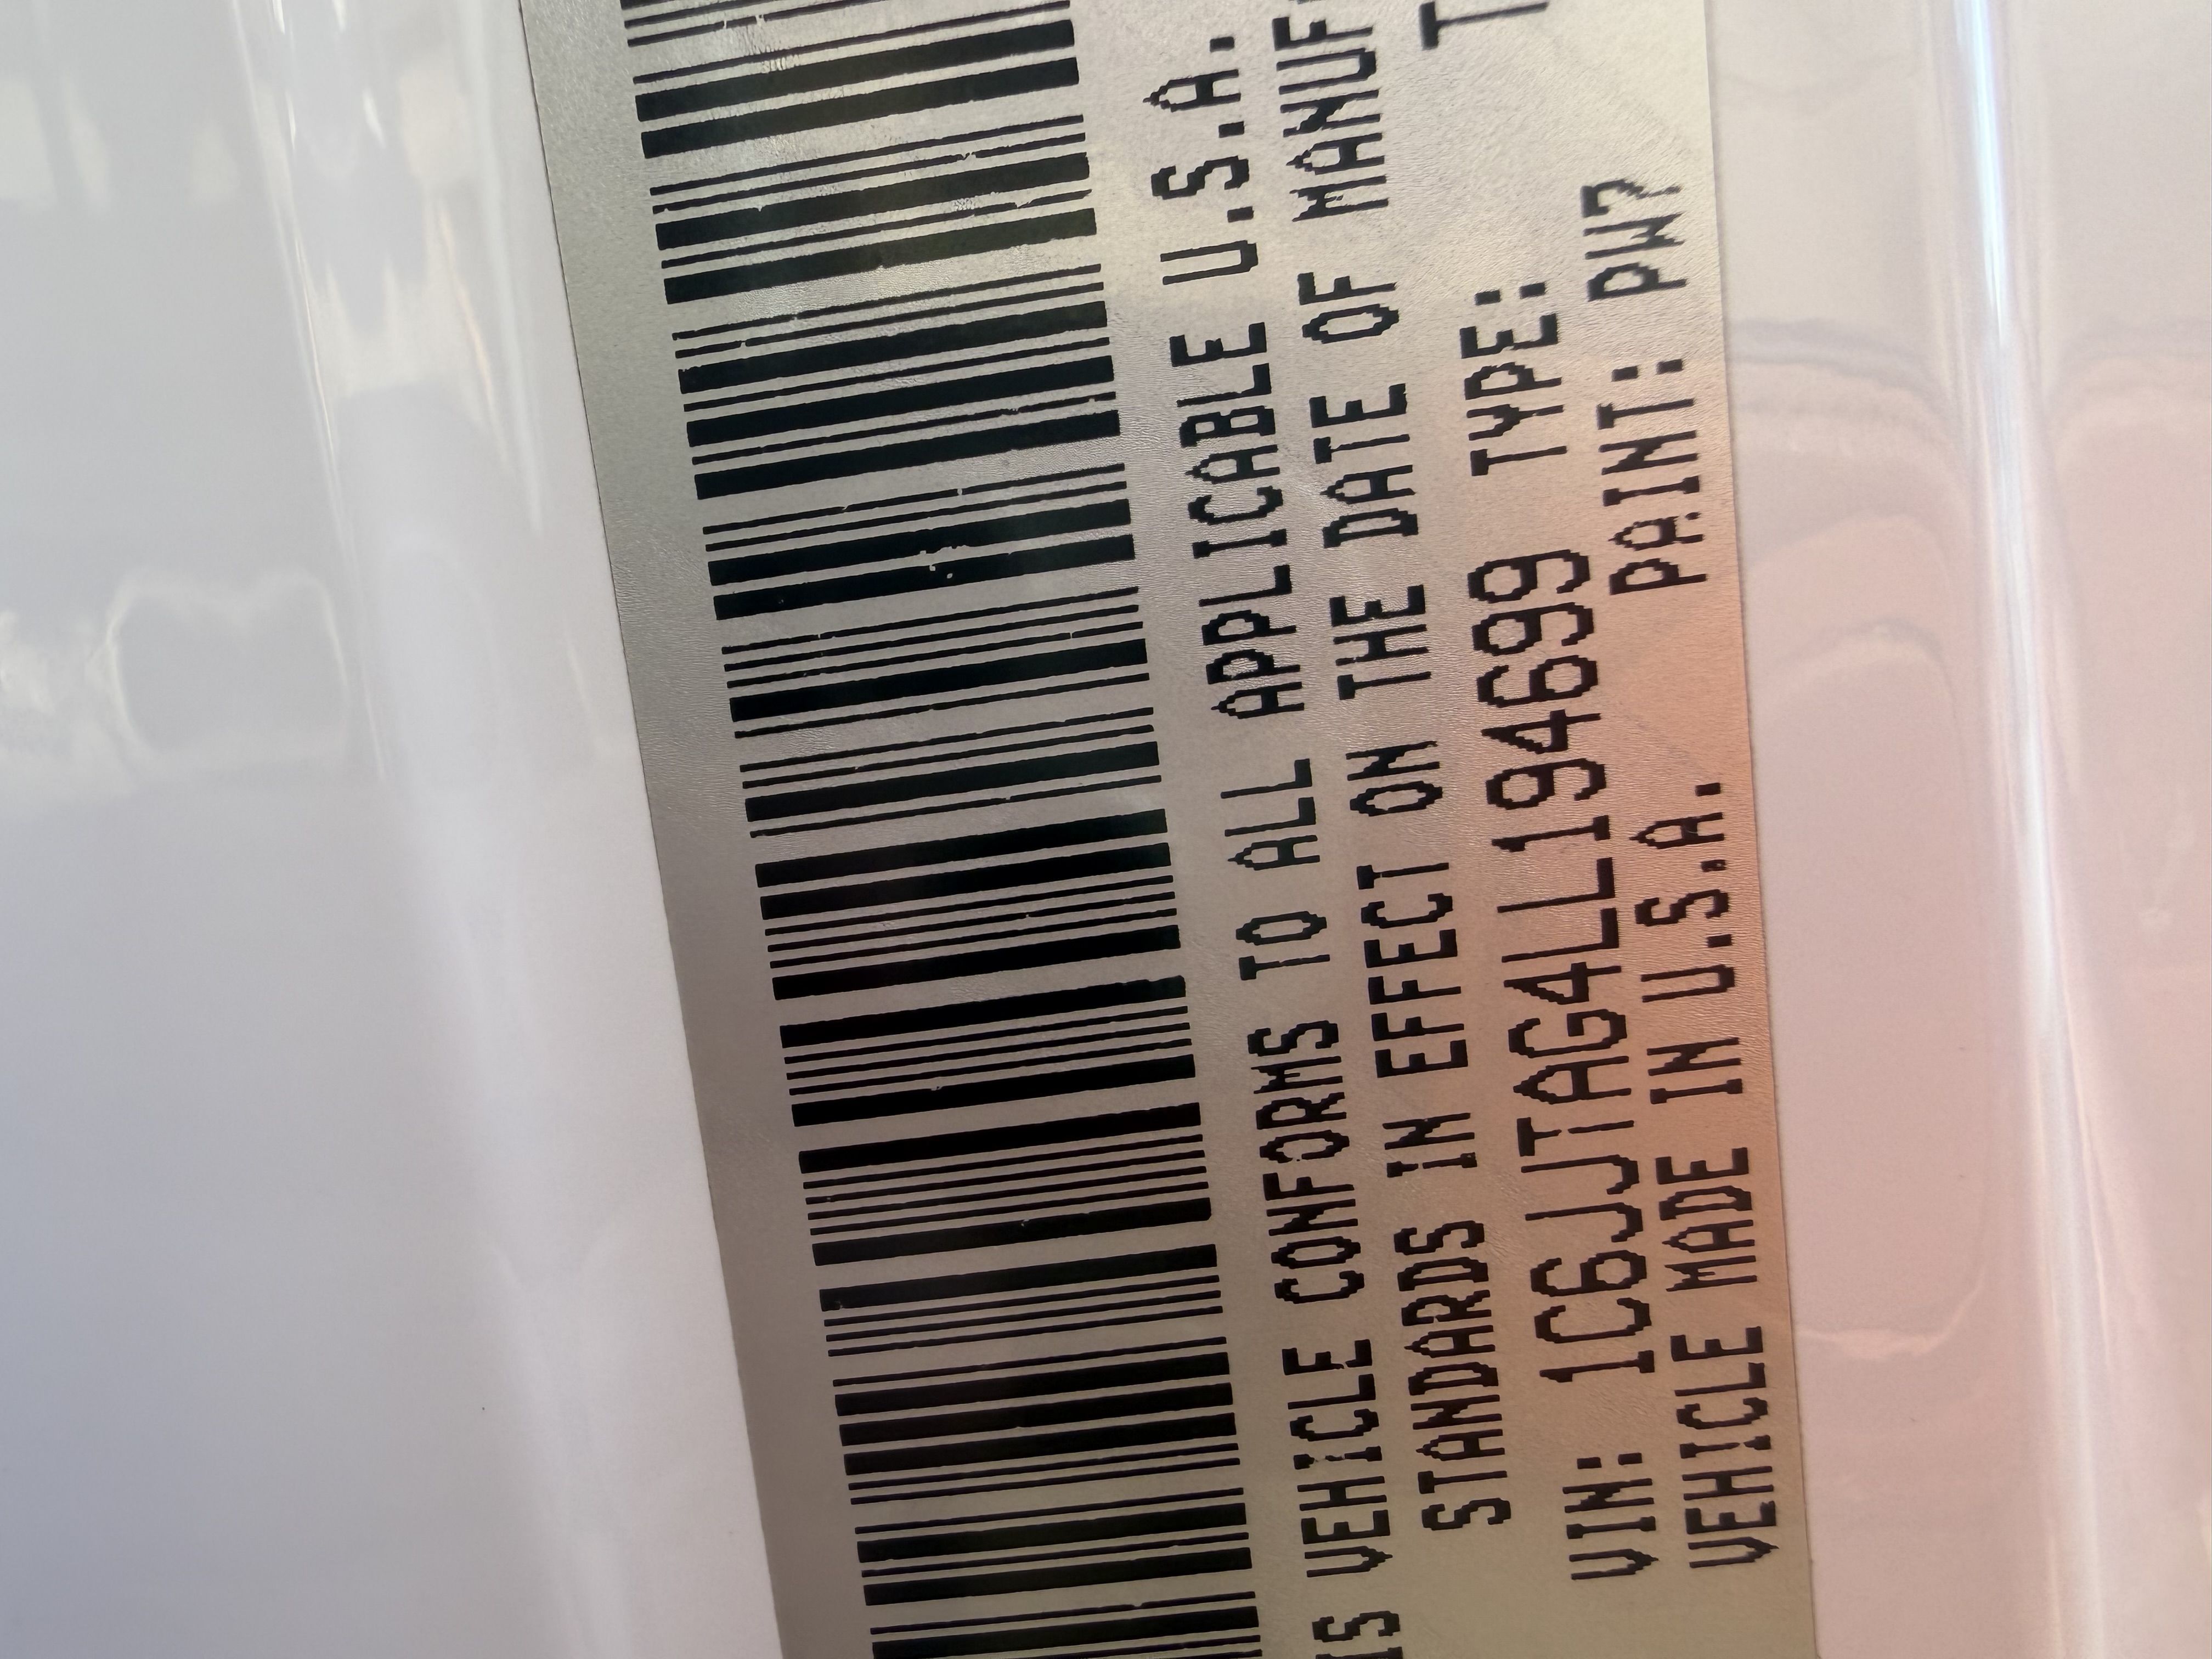 VEHICLE CONFORMS TO ALL APPLICABLE U.S.A.
STANDARDS IN EFFECT ON THE DATE OF
VIN: 1C6JJTAG4LL194699 TYPE:
VEHICLE MADE IN U.S.A. PAINT: PW7